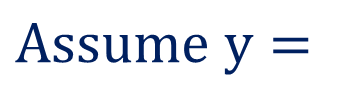 Assume y =